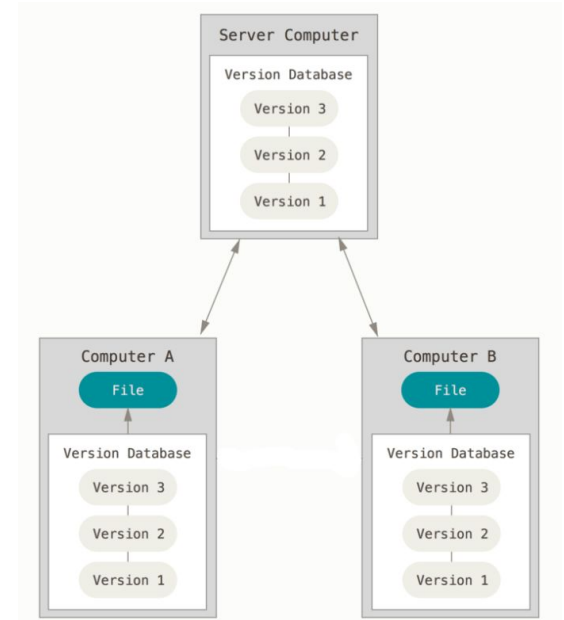 Server Computer
Version Database
Version 3
Version 2
Version 1
Computer A
File
Version Database
Version 3
Version 2
Version 1
Computer B
File
Version Database
Version 3
Version 2
Version 1